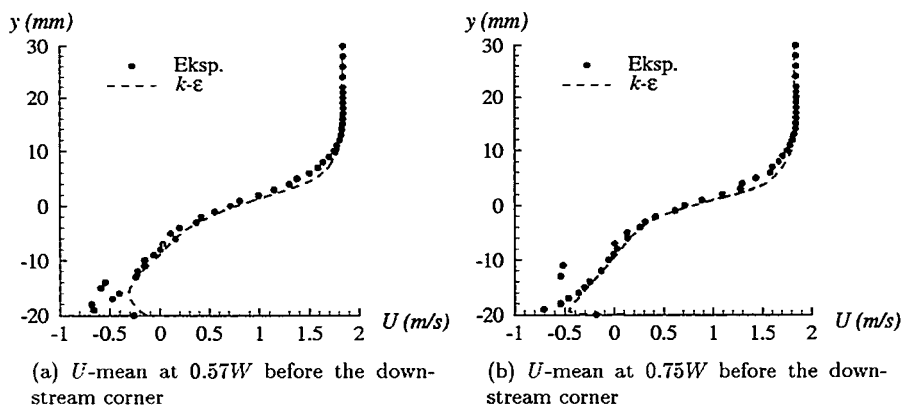 y (mm)
30
20
10
0
-10
-20
-1
-0.5
0
0.5
1
1.5
2
U (m/s)
Eksp.
k-ε
(a) U-mean at 0.57W before the down-
stream corner
y (mm)
30
20
10
0
-10
-20
-1
-0.5
0
0.5
1
1.5
2
U (m/s)
Eksp.
k-ε
(b) U-mean at 0.75W before the down-
stream corner